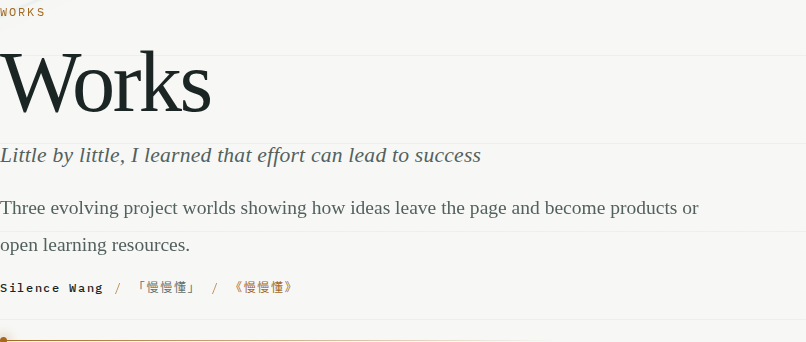 WORKS
Works
Little by little, I learned that effort can lead to success
Three evolving project worlds showing how ideas leave the page and become products or
open learning resources.
Silence Wang / 「慢慢懂」 / 《慢慢懂》